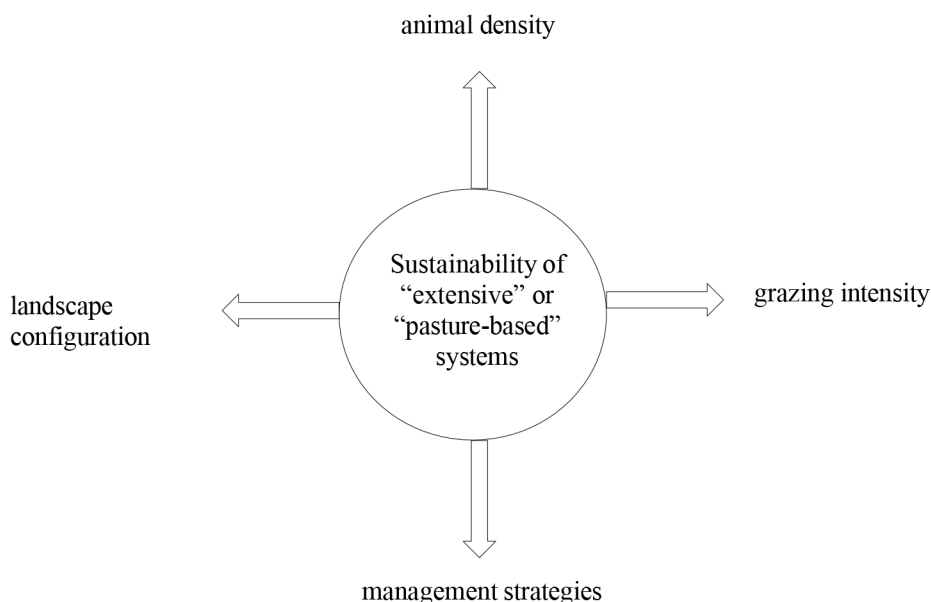 animal density
Sustainability of
“extensive” or
“pasture-based”
systems
landscape
configuration
grazing intensity
management strategies